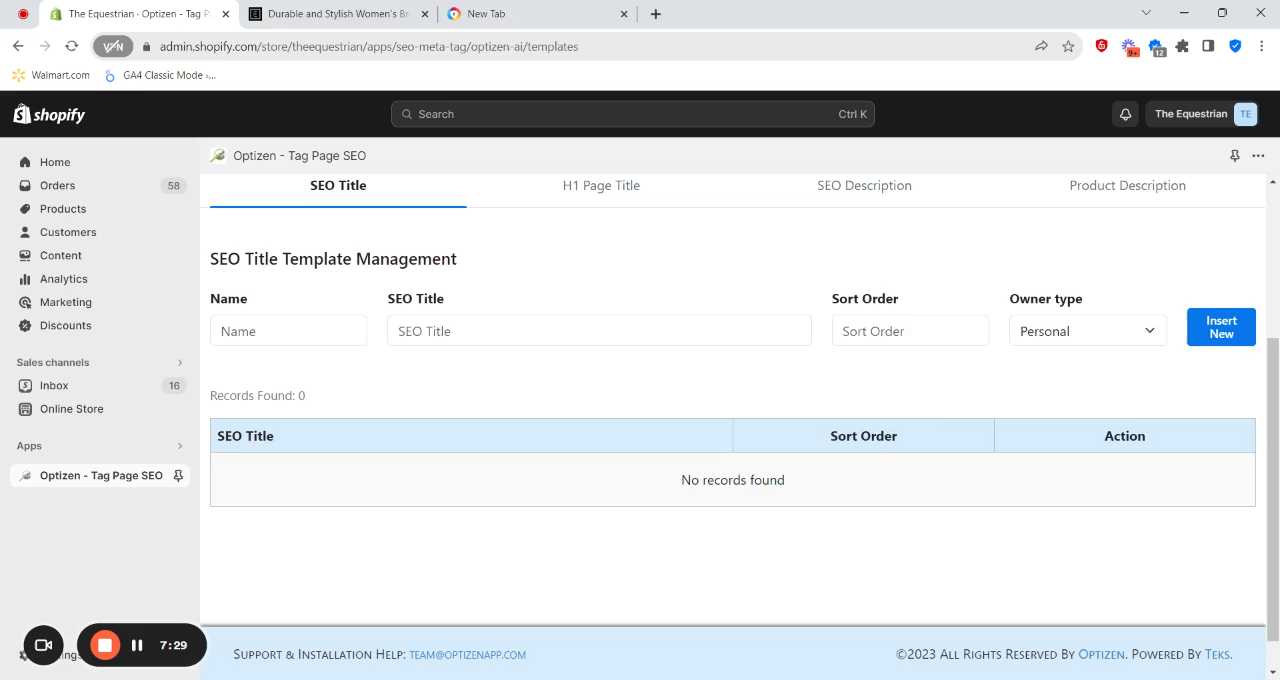 The Equestrian · Optizen - Tag P
Durable and Stylish Women's Br
New Tab
admin.shopify.com/store/theequestrian/apps/seo-meta-tag/optizen-ai/templates
9+
12
Walmart.com
GA4 Classic Mode ›...
shopify
Search
Ctrl K
The Equestrian
TE
Home
Orders
58
Products
Customers
Content
Analytics
Marketing
Discounts
Sales channels
Inbox
16
Online Store
Apps
Optizen - Tag Page SEO
Optizen - Tag Page SEO
SEO Title
H1 Page Title
SEO Description
Product Description
SEO Title Template Management
Name
SEO Title
Sort Order
Owner type
Name
SEO Title
Sort Order
Personal
Insert
New
Records Found: 0
SEO Title
Sort Order
Action
No records found
7:29
Support & Installation Help: team@optizenapp.com
©2023 All Rights Reserved By Optizen. Powered By Teks.